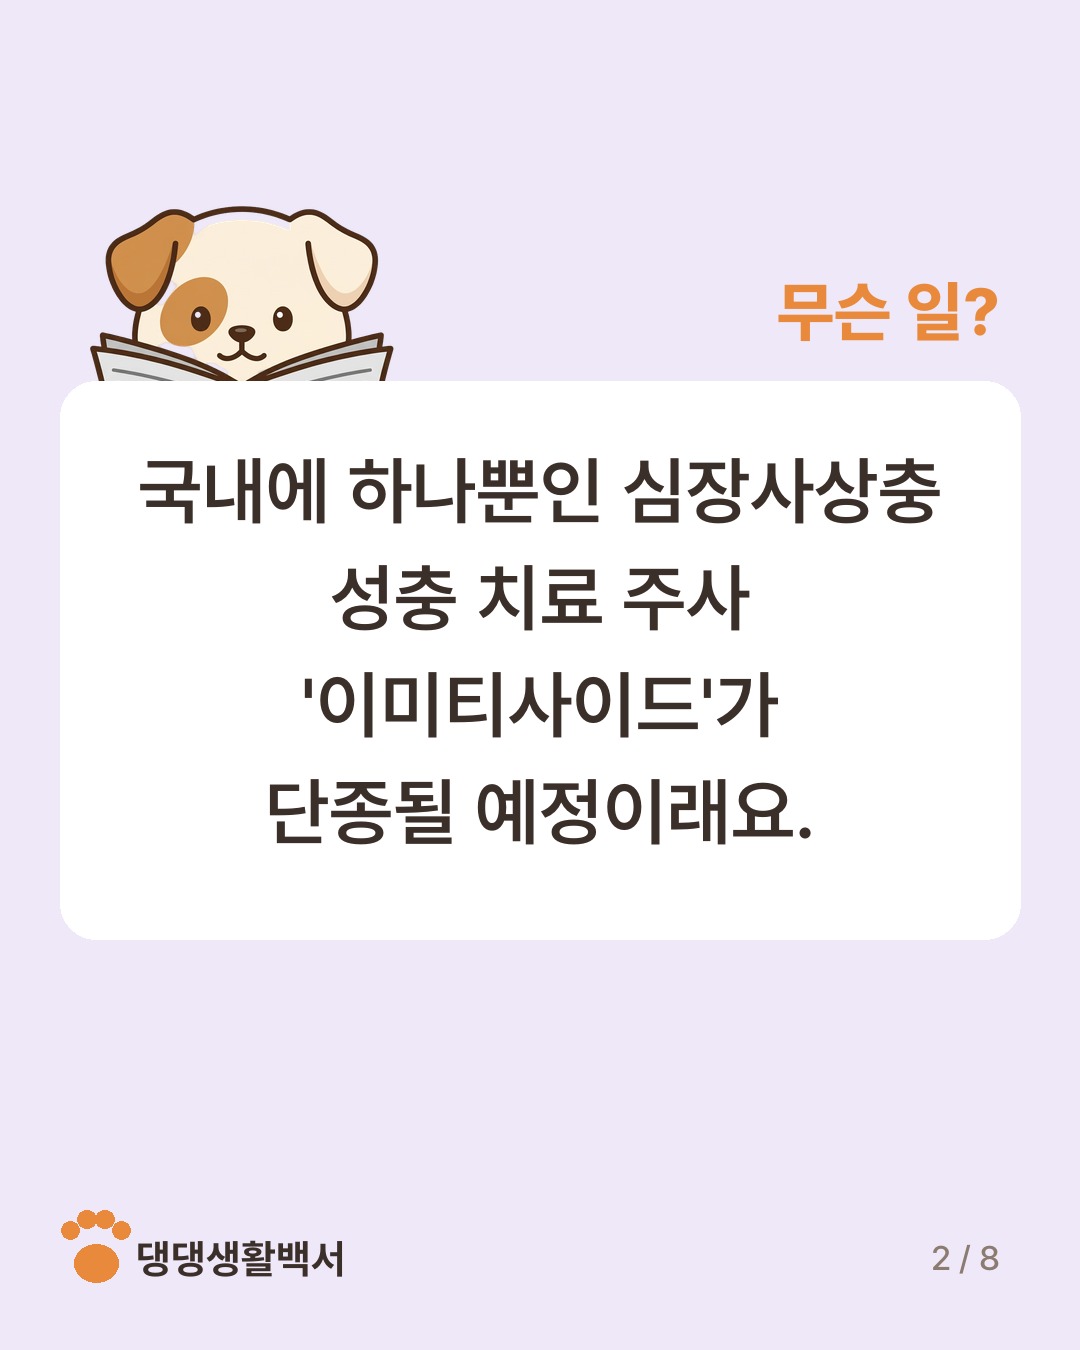 무슨 일?
국내에 하나뿐인 심장사상충
성충 치료 주사
'이미티사이드'가
단종될 예정이래요.
댕댕생활백서
2 / 8